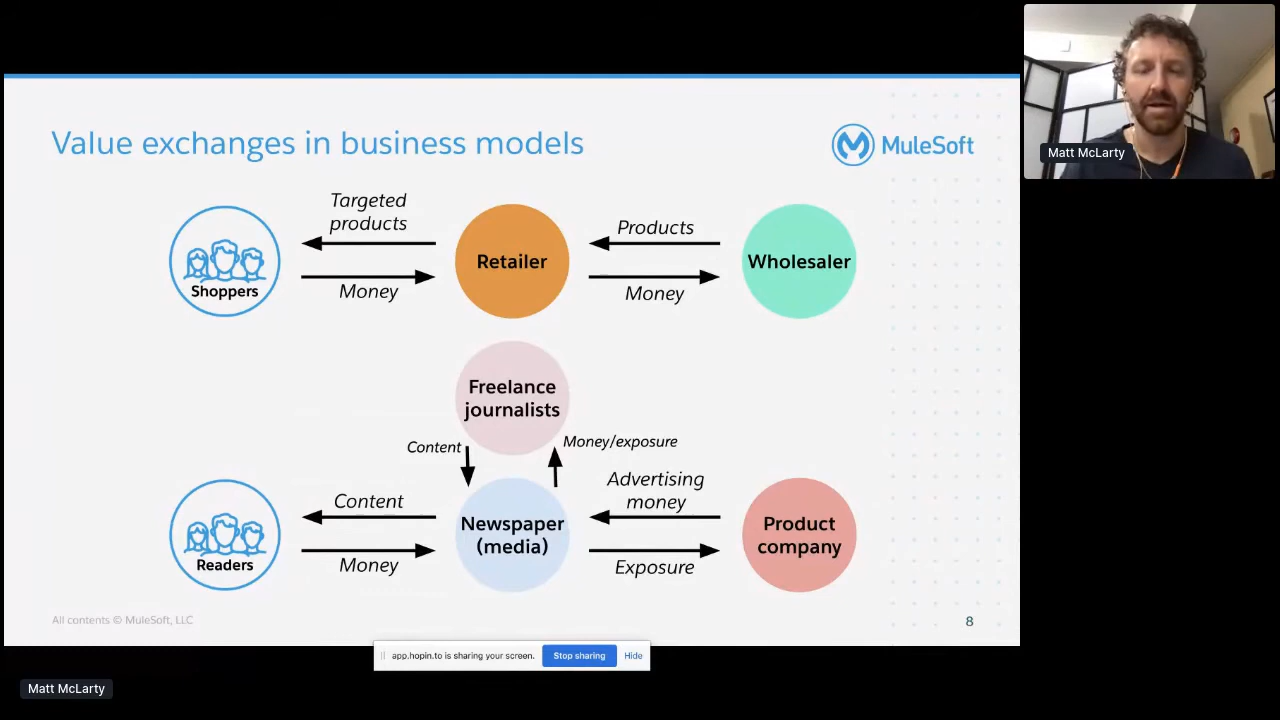 Matt McLarty
Value exchanges in business models
MuleSoft
Targeted
products
Money
Shoppers
Retailer
Products
Money
Wholesaler
Freelance
journalists
Content
Money/exposure
Content
Money
Readers
Newspaper
(media)
Advertising
money
Exposure
Product
company
All contents © MuleSoft, LLC
8
app.hopin.to is sharing your screen.
Stop sharing
Hide
Matt McLarty